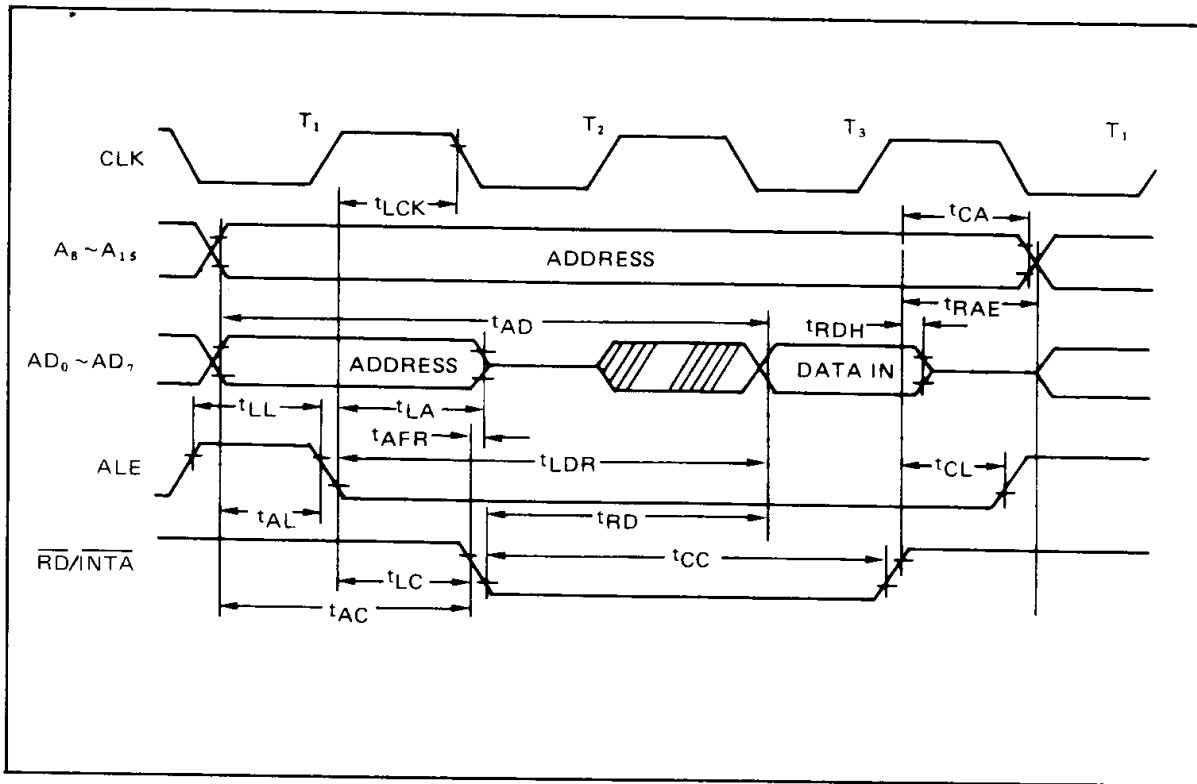 T₁ T₂ T₃ T₁
CLK
tLCK tCA
A₈~A₁₅ ADDRESS
tRAE
tAD tRDH
AD₀~AD₇ ADDRESS DATA IN
tLL tLA
tAFR
ALE tLDR tCL
tAL tRD
RD/INTA tCC
tLC
tAC